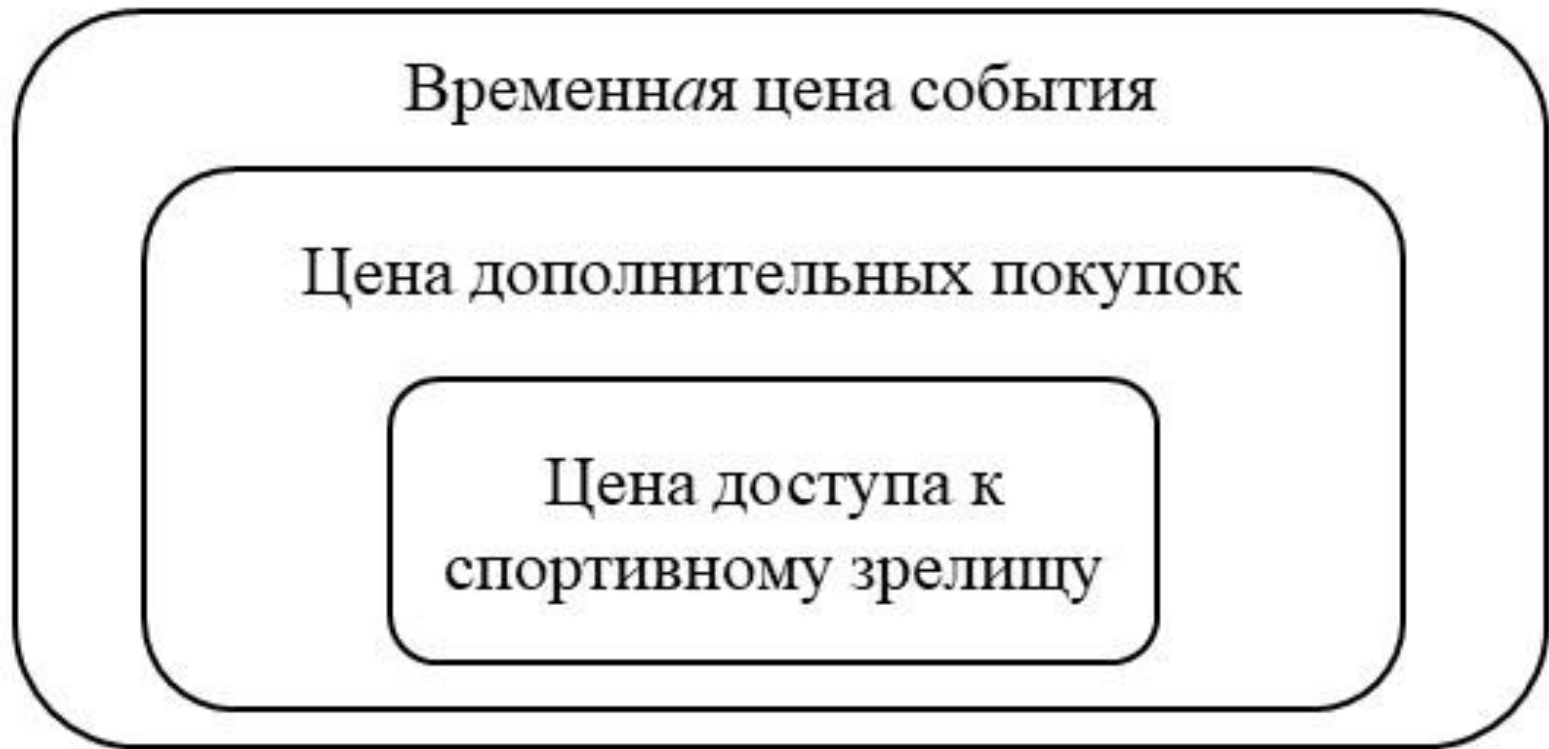 Временная цена события
Цена дополнительных покупок
Цена доступа к
спортивному зрелищу